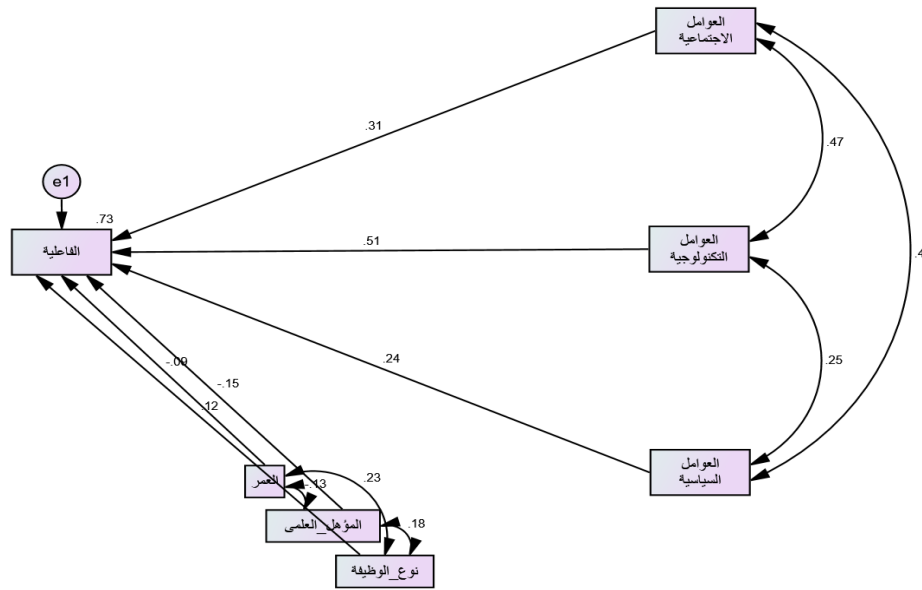 العوامل
الاجتماعية
.31
.47
e1
.73
الفاعلية
.51
العوامل
التكنولوجية
.4
.24
.25
-.09
-.15
.12
العوامل
السياسية
العمر
-.13
.23
المؤهل_العلمى
.18
نوع_الوظيفة